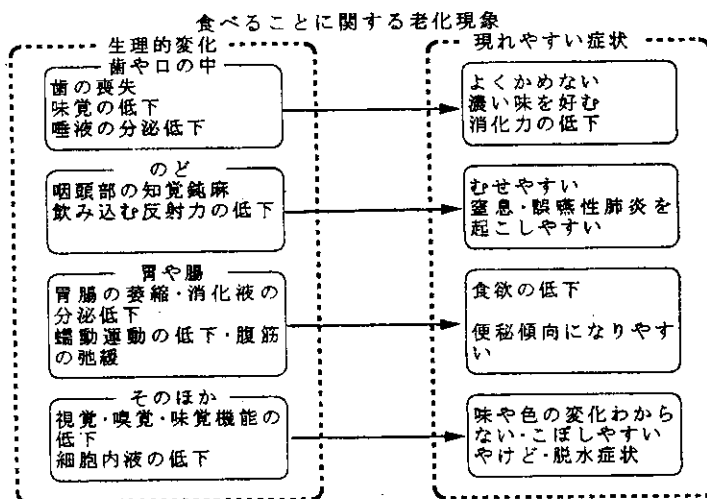 食べることに関する老化現象
生理的変化
歯や口の中
歯の喪失
味覚の低下
唾液の分泌低下
のど
咽頭部の知覚鈍麻
飲み込む反射力の低下
胃や腸
胃腸の萎縮・消化液の
分泌低下
蠕動運動の低下・腹筋
の弛緩
そのほか
視覚・嗅覚・味覚機能の
低下
細胞内液の低下
現れやすい症状
よくかめない
濃い味を好む
消化力の低下
むせやすい
窒息・誤嚥性肺炎を
起こしやすい
食欲の低下
便秘傾向になりやす
い
味や色の変化わから
ない・こぼしやすい
やけど・脱水症状